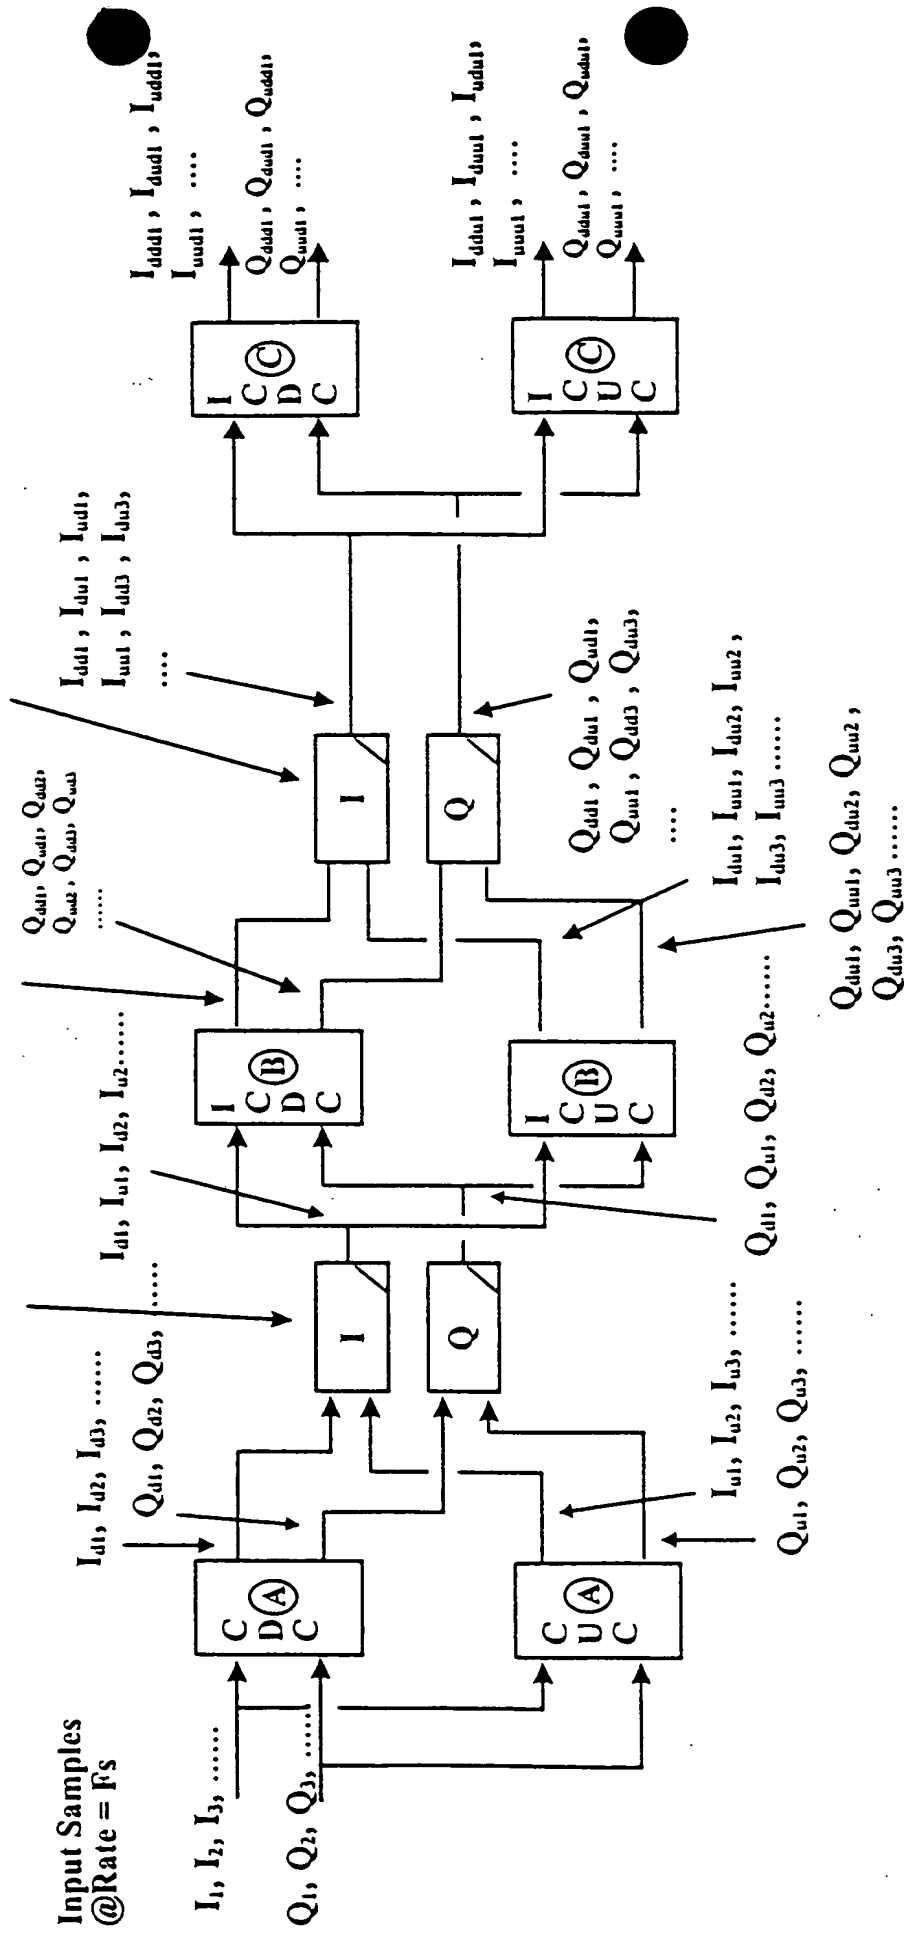 Input Samples
@Rate = Fs
I1, I2, I3, ......
Q1, Q2, Q3, ......
C
D A
C
C
U A
C
Id1, Id2, Id3, ......
Qd1, Qd2, Qd3, ......
Iu1, Iu2, Iu3, ......
Qu1, Qu2, Qu3, ......
I
Q
Id1, Iu1, Id2, Iu2......
Qd1, Qu1, Qd2, Qu2......
I
C B
D
C
I
C B
U
C
Qdd1, Qud1, Qdd2,
Qud2, Qdd3, Qud3
......
Idu1, Iuu1, Idu2, Iuu2,
Idu3, Iuu3......
Qdu1, Quu1, Qdu2, Quu2,
Qdu3, Quu3......
I
Q
Idd1, Idu1, Iud1,
Iuu1, Idd3, Idu3,
....
Qdd1, Qdu1, Qud1,
Quu1, Qdd3, Qdu3,
....
I
C C
D
C
I
C C
U
C
Iddd1, Idud1, Iudd1,
Iuud1, ....
Qddd1, Qdud1, Qudd1,
Quud1, ....
Iddu1, Iduu1, Iudu1,
Iuuu1, ....
Qddu1, Qduu1, Qudu1,
Quuu1, ....